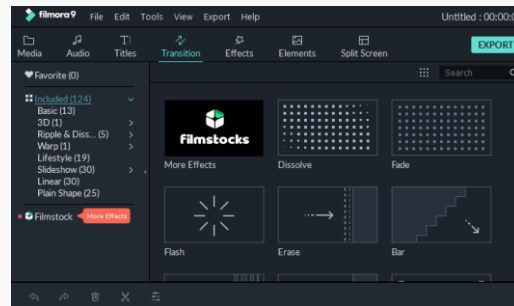 filmora9 File Edit Tools View Export Help Untitled : 00:00:0
Media Audio Titles Transition Effects Elements Split Screen EXPORT
Favorite (0) Search
Included (124)
Basic (13)
3D (1)
Ripple & Diss... (5)
Warp (1)
Lifestyle (19)
Slideshow (30)
Linear (30)
Plain Shape (25)
Filmstock More Effects
Filmstocks
More Effects Dissolve Fade
Flash Erase Bar